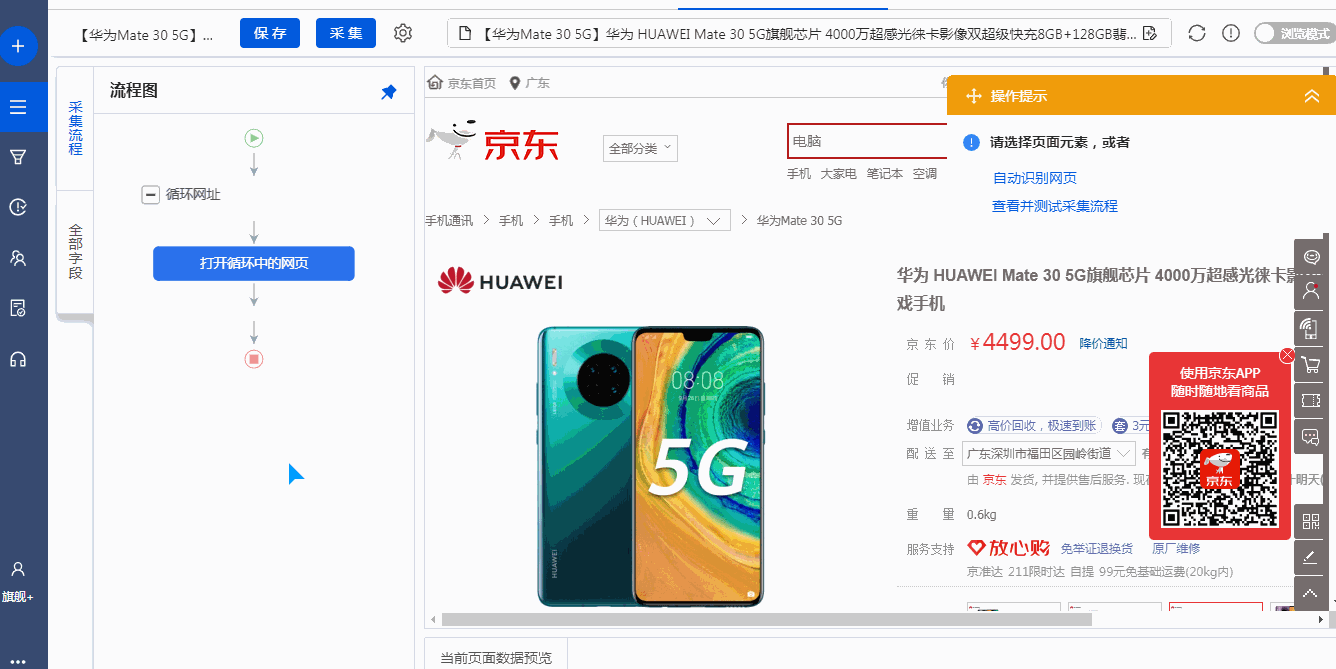 【华为Mate 30 5G】...
保存
采集
【华为Mate 30 5G】华为 HUAWEI Mate 30 5G旗舰芯片 4000万超感光徕卡影像双超级快充8GB+128GB翡...
浏览模式
采集流程
全部字段
流程图
循环网址
打开循环中的网页
旗舰+
京东首页
广东
京东
全部分类
电脑
手机 大家电 笔记本 空调
操作提示
请选择页面元素，或者
自动识别网页
查看并测试采集流程
手机通讯 > 手机 > 手机 > 华为（HUAWEI） > 华为Mate 30 5G
HUAWEI
华为 HUAWEI Mate 30 5G旗舰芯片 4000万超感光徕卡影
戏手机
京东价 ￥4499.00 降价通知
促销
增值业务 高价回收，极速到账 套 3元
配送至 广东深圳市福田区园岭街道 有
由 京东 发货, 并提供售后服务. 现在
明天(
重量 0.6kg
服务支持 放心购 免举证退换货 原厂维修
京准达 211限时达 自提 99元免基础运费(20kg内)
使用京东APP
随时随地看商品
京东
08:08
5G
HUAWEI
当前页面数据预览